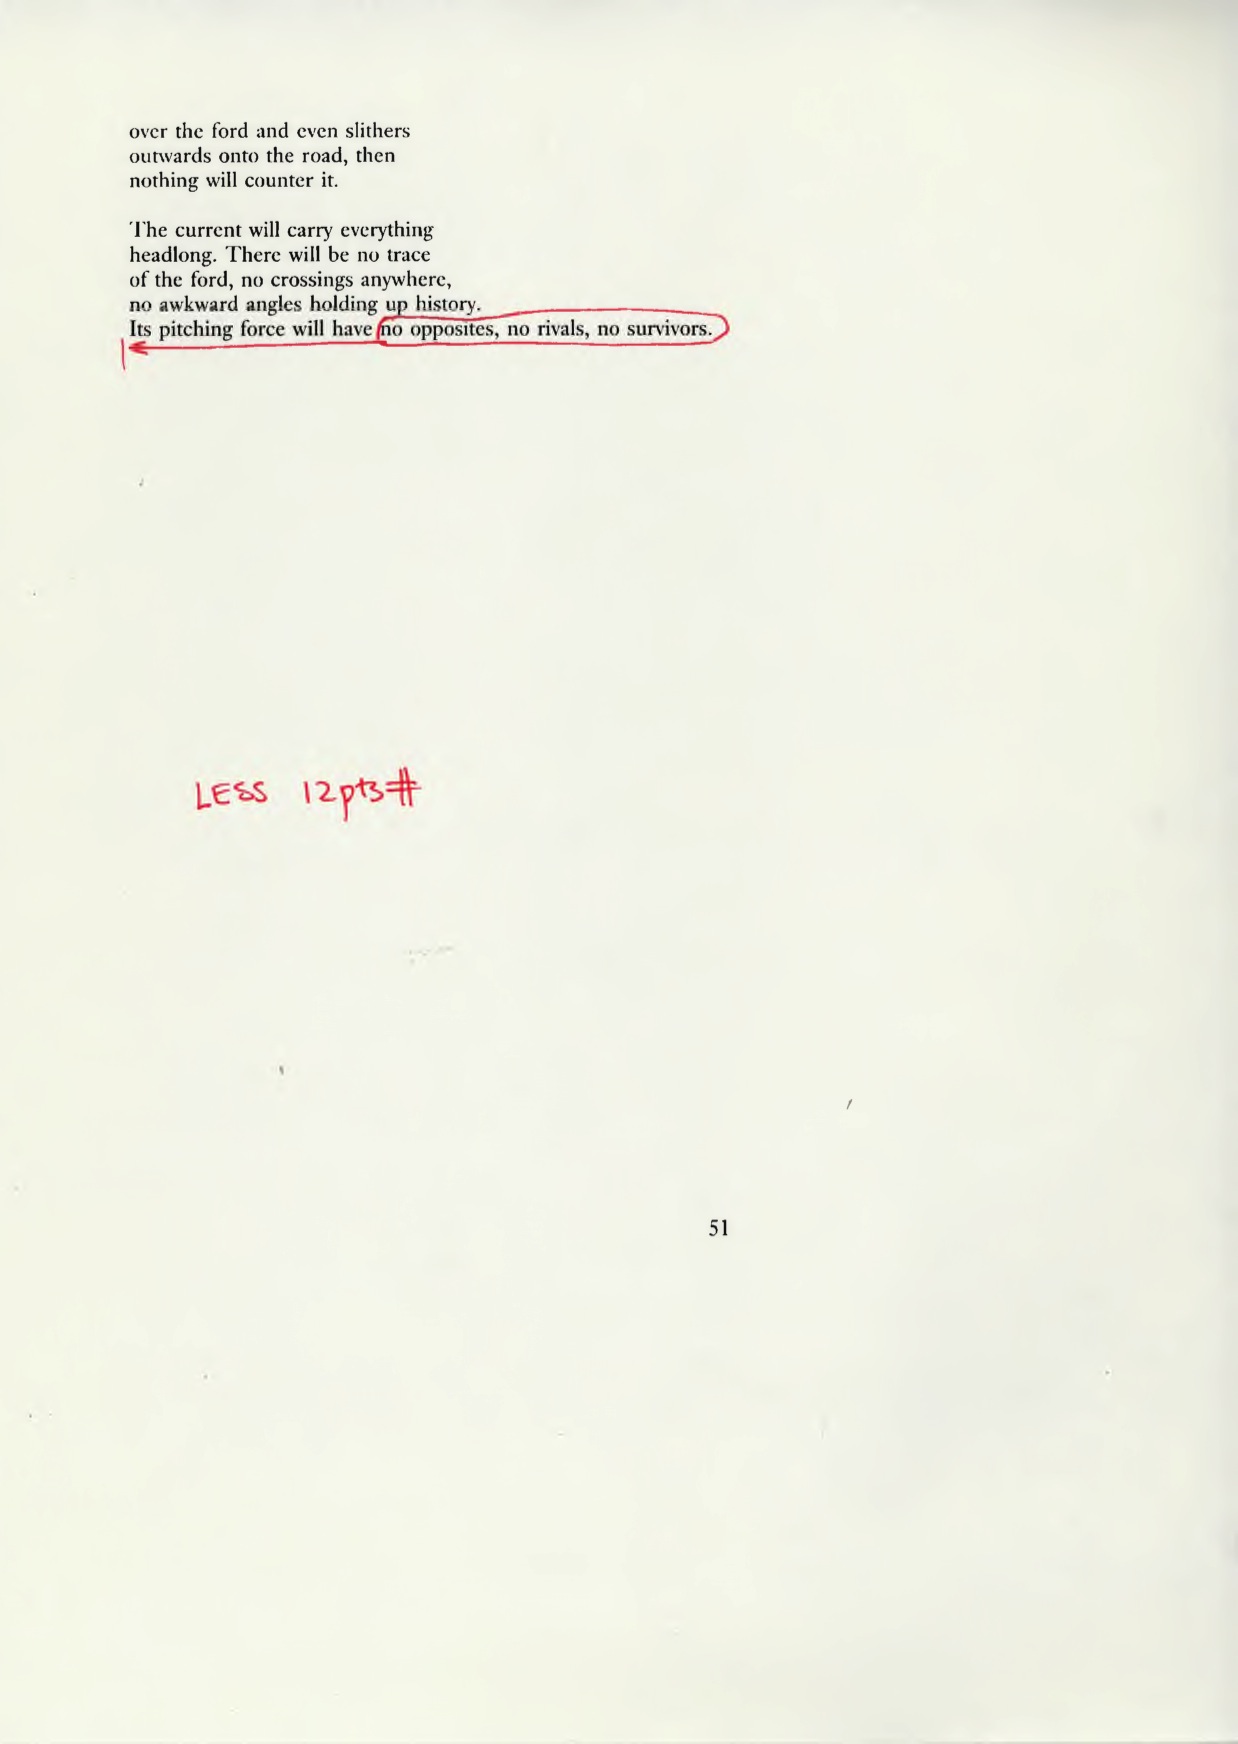 over the ford and even slithers
outwards onto the road, then
nothing will counter it.
The current will carry everything
headlong. There will be no trace
of the ford, no crossings anywhere,
no awkward angles holding up history.
Its pitching force will have no opposites, no rivals, no survivors.
LESS 12pts#
51